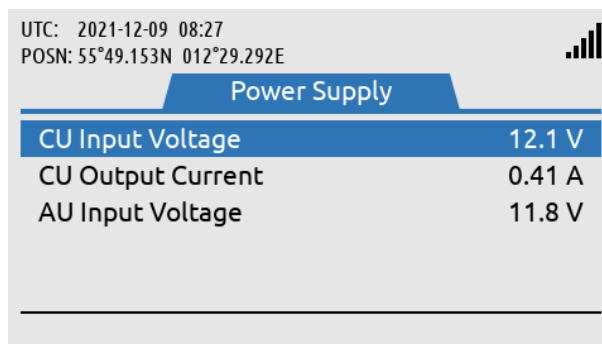 UTC: 2021-12-09 08:27
POSN: 55°49.153N 012°29.292E
Power Supply
CU Input Voltage 12.1 V
CU Output Current 0.41 A
AU Input Voltage 11.8 V